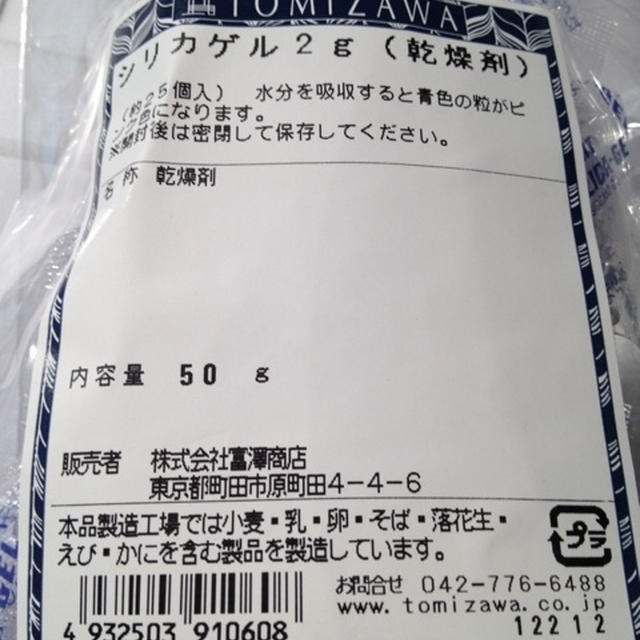 TOMIZAWA
シリカゲル2g(乾燥剤)
(約25個入) 水分を吸収すると青色の粒がピ
ンク色になります。
※開封後は密閉して保存してください。
名称 乾燥剤
内容量 50 g
販売者 株式会社富澤商店
東京都町田市原町田4-4-6
本品製造工場では小麦・乳・卵・そば・落花生・
えび・かにを含む製品を製造しています。
プラ
お問合せ 042-776-6488
www.tomizawa.co.jp
4 932503 910608
12212